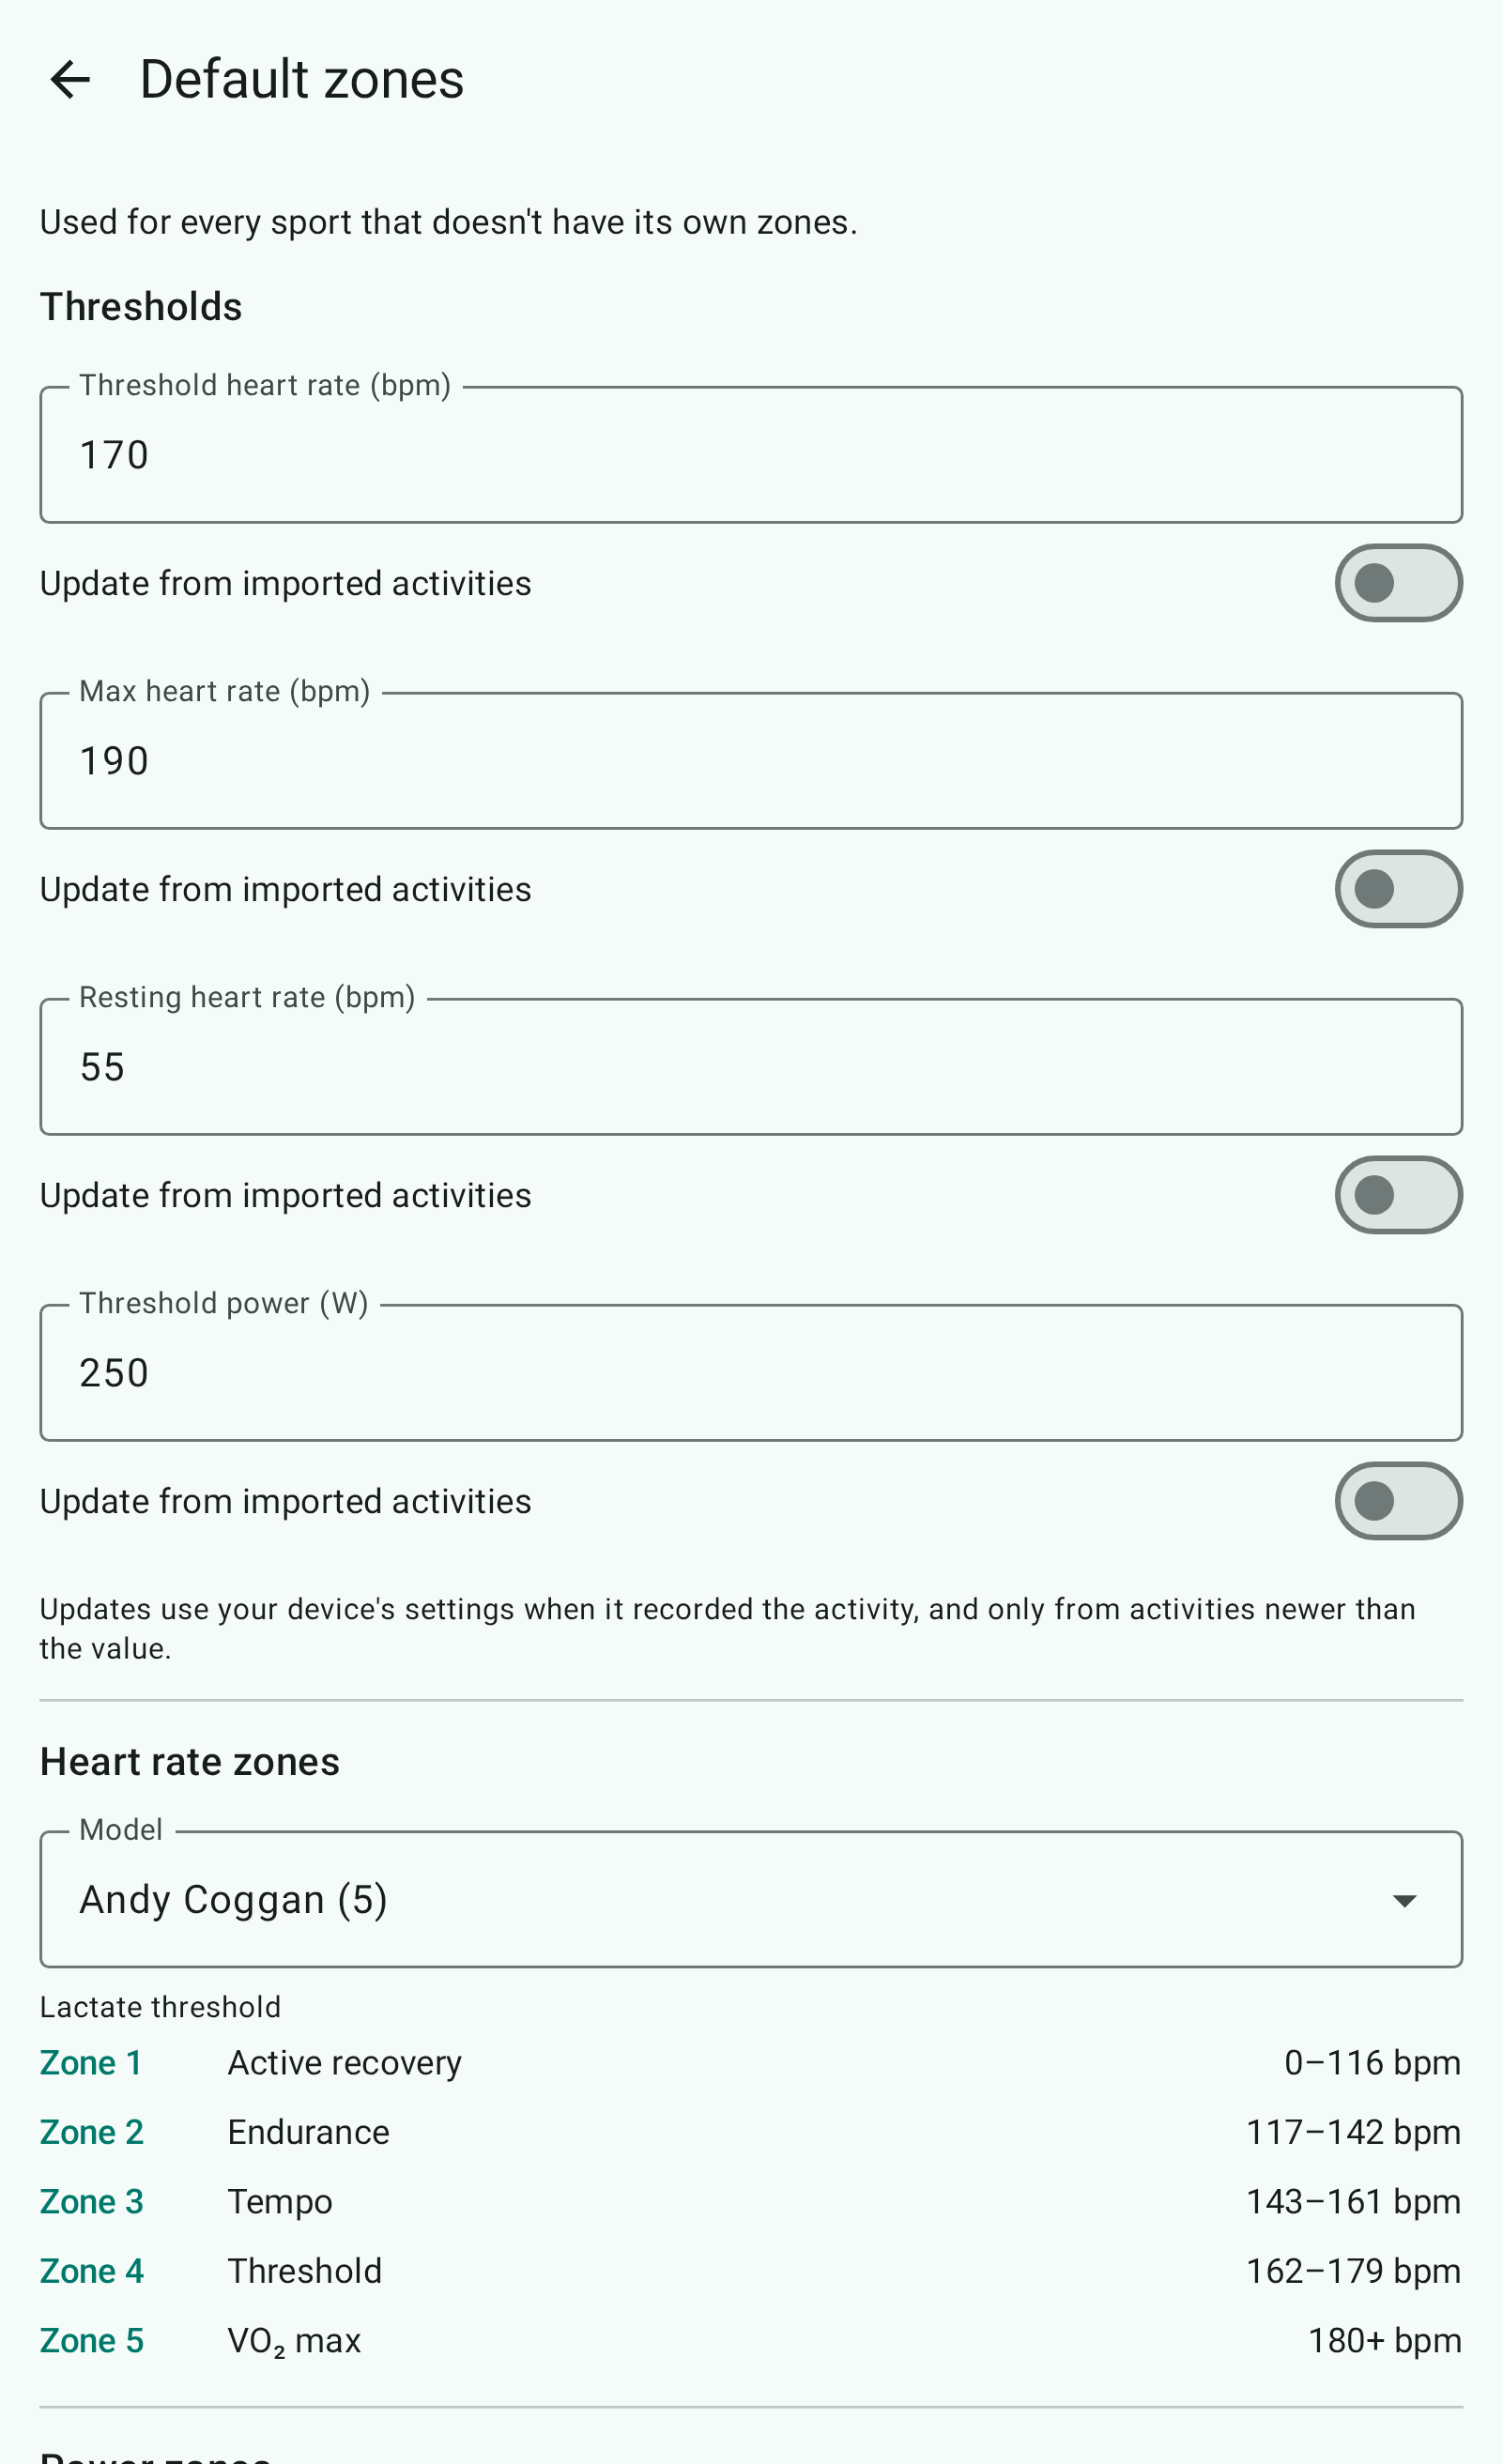 Default zones
Used for every sport that doesn't have its own zones.
Thresholds
Threshold heart rate (bpm)
170
Update from imported activities
Max heart rate (bpm)
190
Update from imported activities
Resting heart rate (bpm)
55
Update from imported activities
Threshold power (W)
250
Update from imported activities
Updates use your device's settings when it recorded the activity, and only from activities newer than
the value.
Heart rate zones
Model
Andy Coggan (5)
Lactate threshold
Zone 1 Active recovery 0–116 bpm
Zone 2 Endurance 117–142 bpm
Zone 3 Tempo 143–161 bpm
Zone 4 Threshold 162–179 bpm
Zone 5 VO₂ max 180+ bpm
Power zones